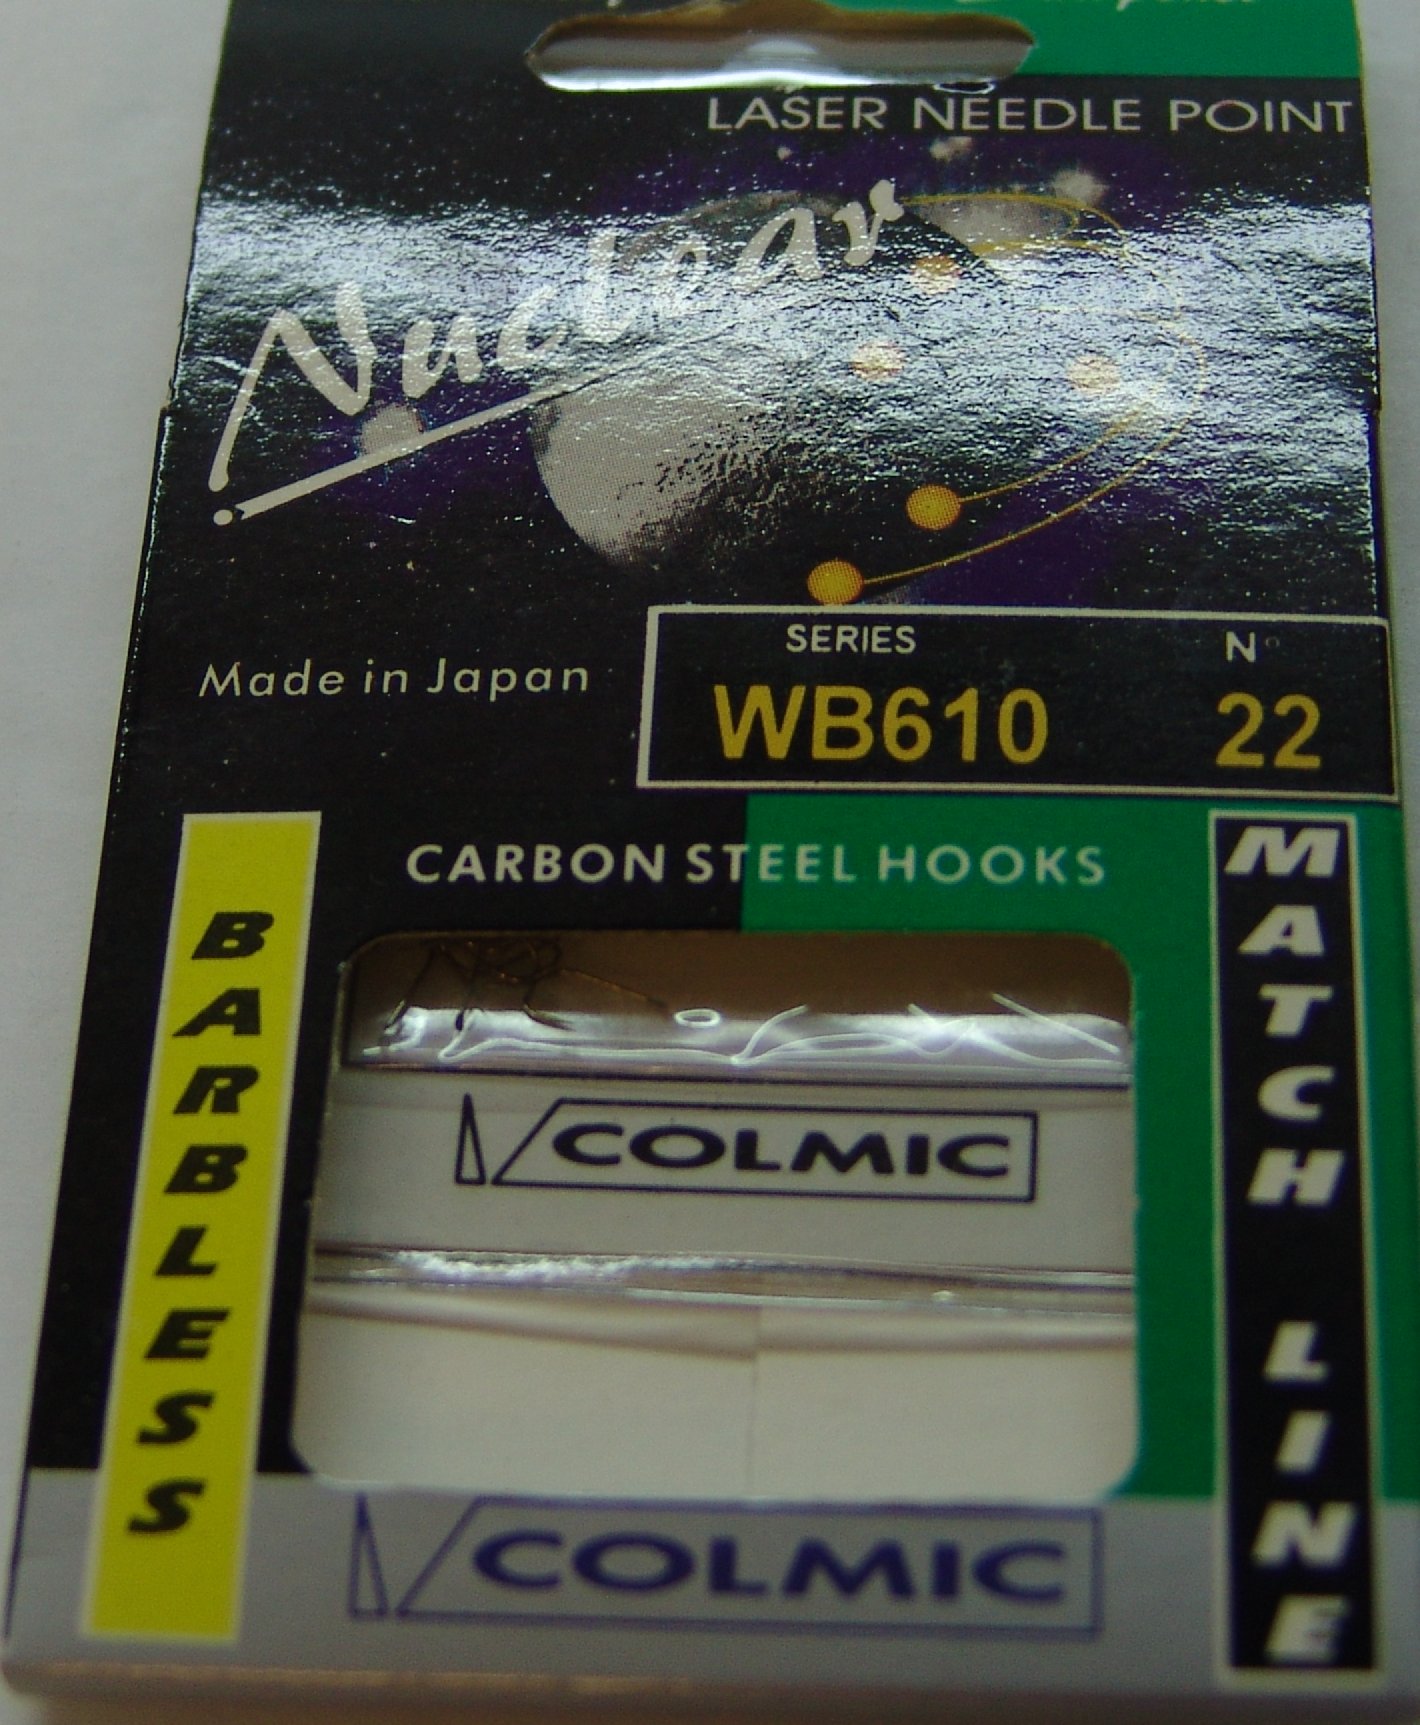 LASER NEEDLE POINT
Nuclear
SERIES N°
Made in Japan
WB610 22
CARBON STEEL HOOKS
BARBLESS
MATCH LINE
COLMIC
COLMIC